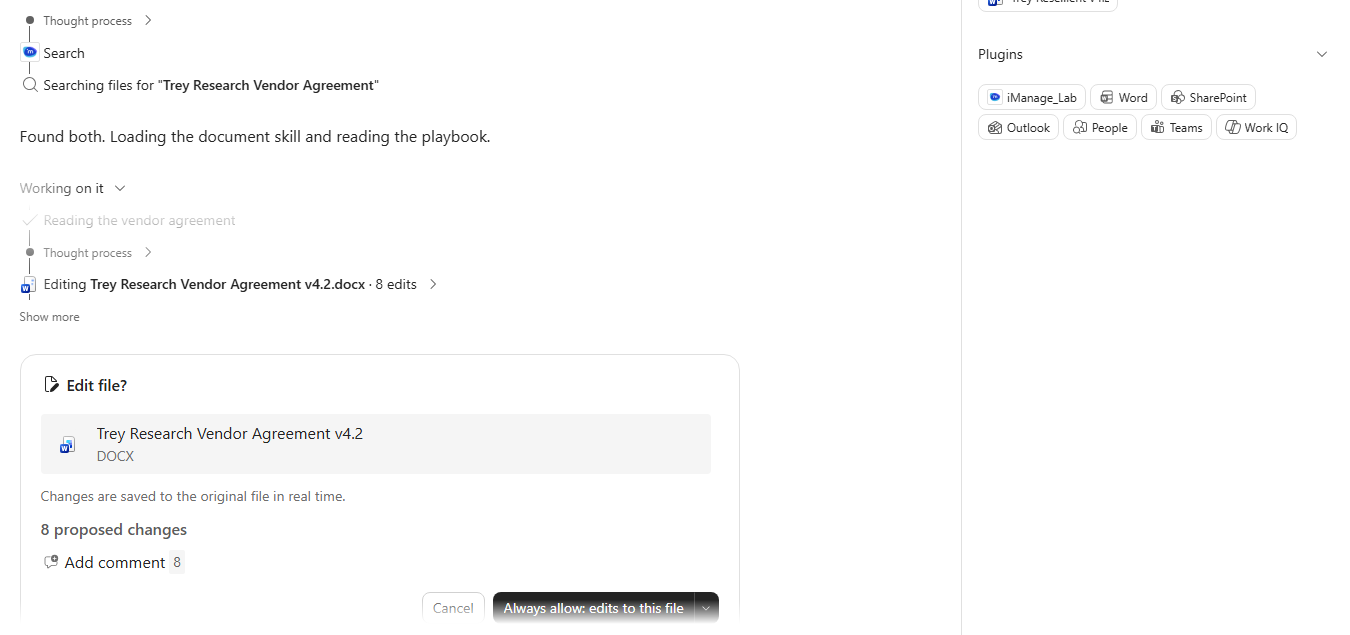 Thought process
Search
Searching files for "Trey Research Vendor Agreement"
Found both. Loading the document skill and reading the playbook.
Working on it
Reading the vendor agreement
Thought process
Editing Trey Research Vendor Agreement v4.2.docx · 8 edits
Show more
Edit file?
Trey Research Vendor Agreement v4.2
DOCX
Changes are saved to the original file in real time.
8 proposed changes
Add comment 8
Cancel
Always allow: edits to this file
Plugins
iManage_Lab
Word
SharePoint
Outlook
People
Teams
Work IQ